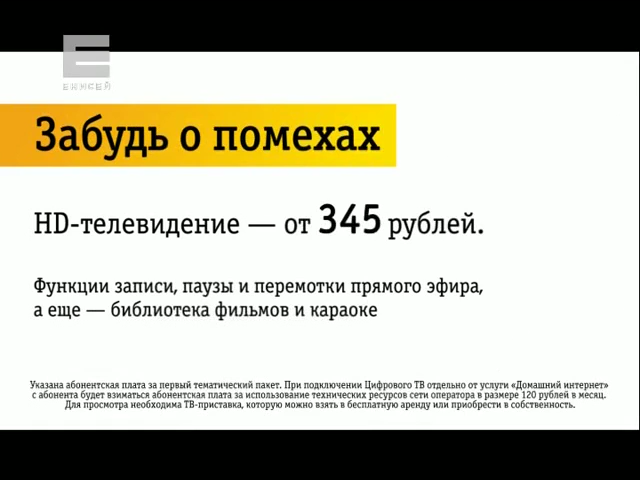 ЕНИСЕЙ
Забудь о помехах
HD-телевидение — от 345 рублей.
Функции записи, паузы и перемотки прямого эфира,
а еще — библиотека фильмов и караоке
Указана абонентская плата за первый тематический пакет. При подключении Цифрового ТВ отдельно от услуги «Домашний интернет»
с абонента будет взиматься абонентская плата за использование технических ресурсов сети оператора в размере 120 рублей в месяц.
Для просмотра необходима ТВ-приставка, которую можно взять в бесплатную аренду или приобрести в собственность.